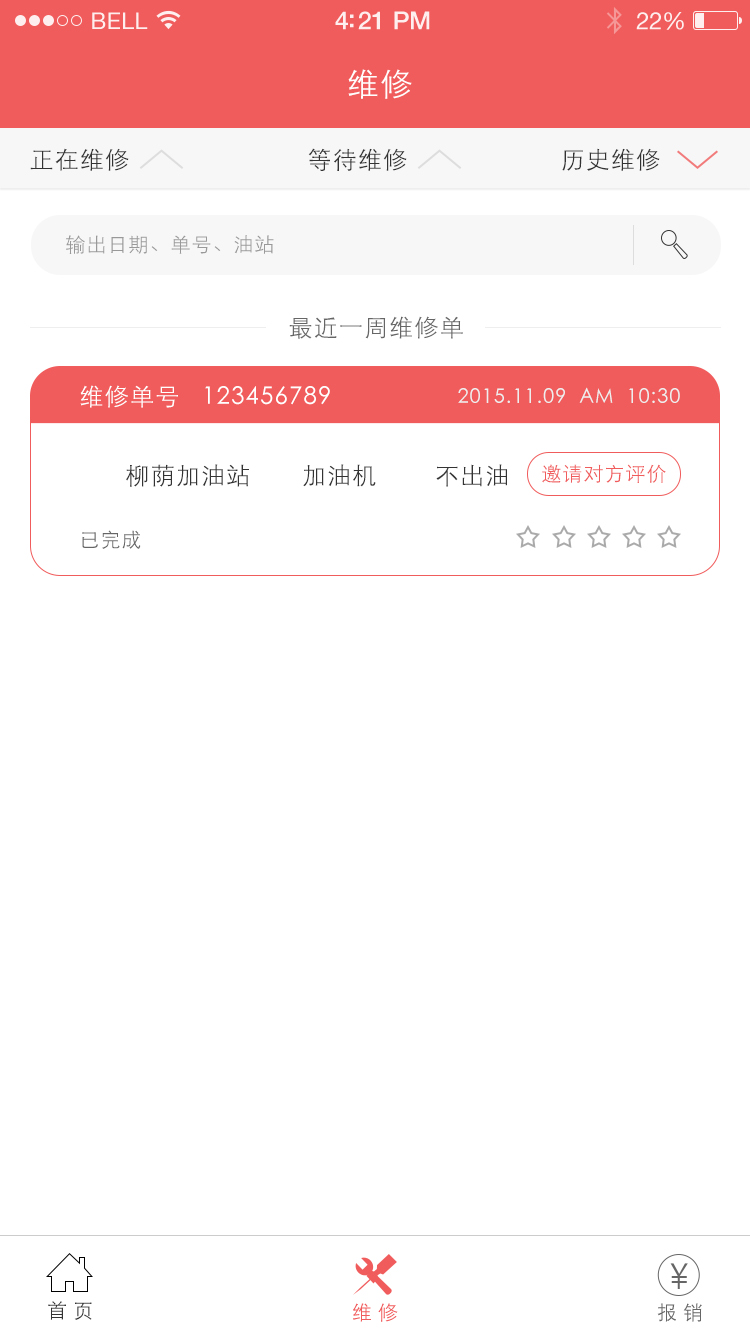 BELL 4:21 PM 22%
维修
正在维修 等待维修 历史维修
输出日期、单号、油站
最近一周维修单
维修单号 123456789 2015.11.09 AM 10:30
柳荫加油站 加油机 不出油 邀请对方评价
已完成
首页 维修 报销